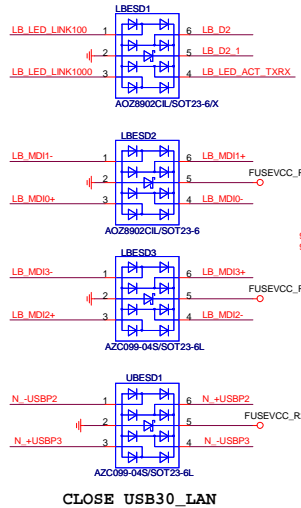 LBESD1
LB_LED_LINK100 1 6 LB_D2
2 5 LB_D2_1
LB_LED_LINK1000 3 4 LB_LED_ACT_TXRX
AOZ8902CIL/SOT23-6/X
LBESD2
LB_MDI1- 1 6 LB_MDI1+
2 5 FUSEVCC_R
LB_MDI0+ 3 4 LB_MDI0-
AOZ8902CIL/SOT23-6
LBESD3
LB_MDI3- 1 6 LB_MDI3+
2 5 FUSEVCC_R
LB_MDI2+ 3 4 LB_MDI2-
AZC099-04S/SOT23-6L
UBESD1
N_-USBP2 1 6 N_+USBP2
2 5 FUSEVCC_R
N_+USBP3 3 4 N_-USBP3
AZC099-04S/SOT23-6L
CLOSE USB30_LAN